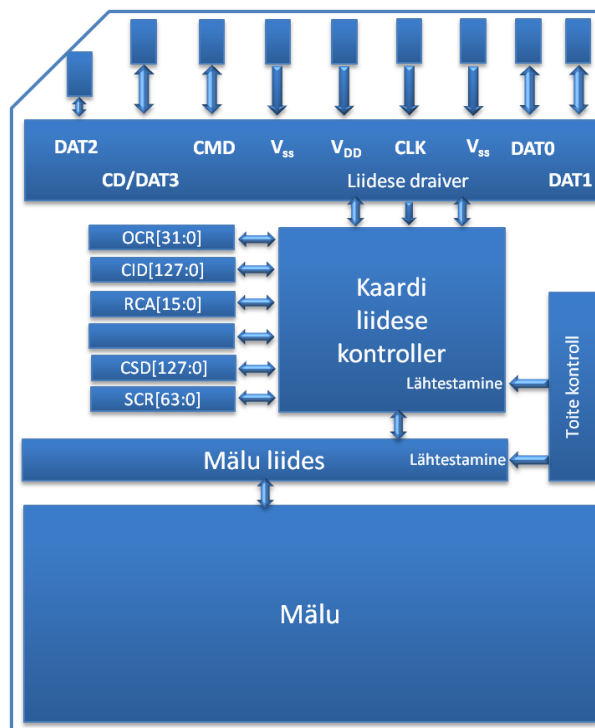 DAT2 CMD Vss VDD CLK Vss DAT0
CD/DAT3 Liidese draiver DAT1
OCR[31:0]
CID[127:0]
RCA[15:0]
CSD[127:0]
SCR[63:0]
Kaardi
liidese
kontroller
Lähtestamine
Toite kontroll
Mälu liides
Lähtestamine
Mälu